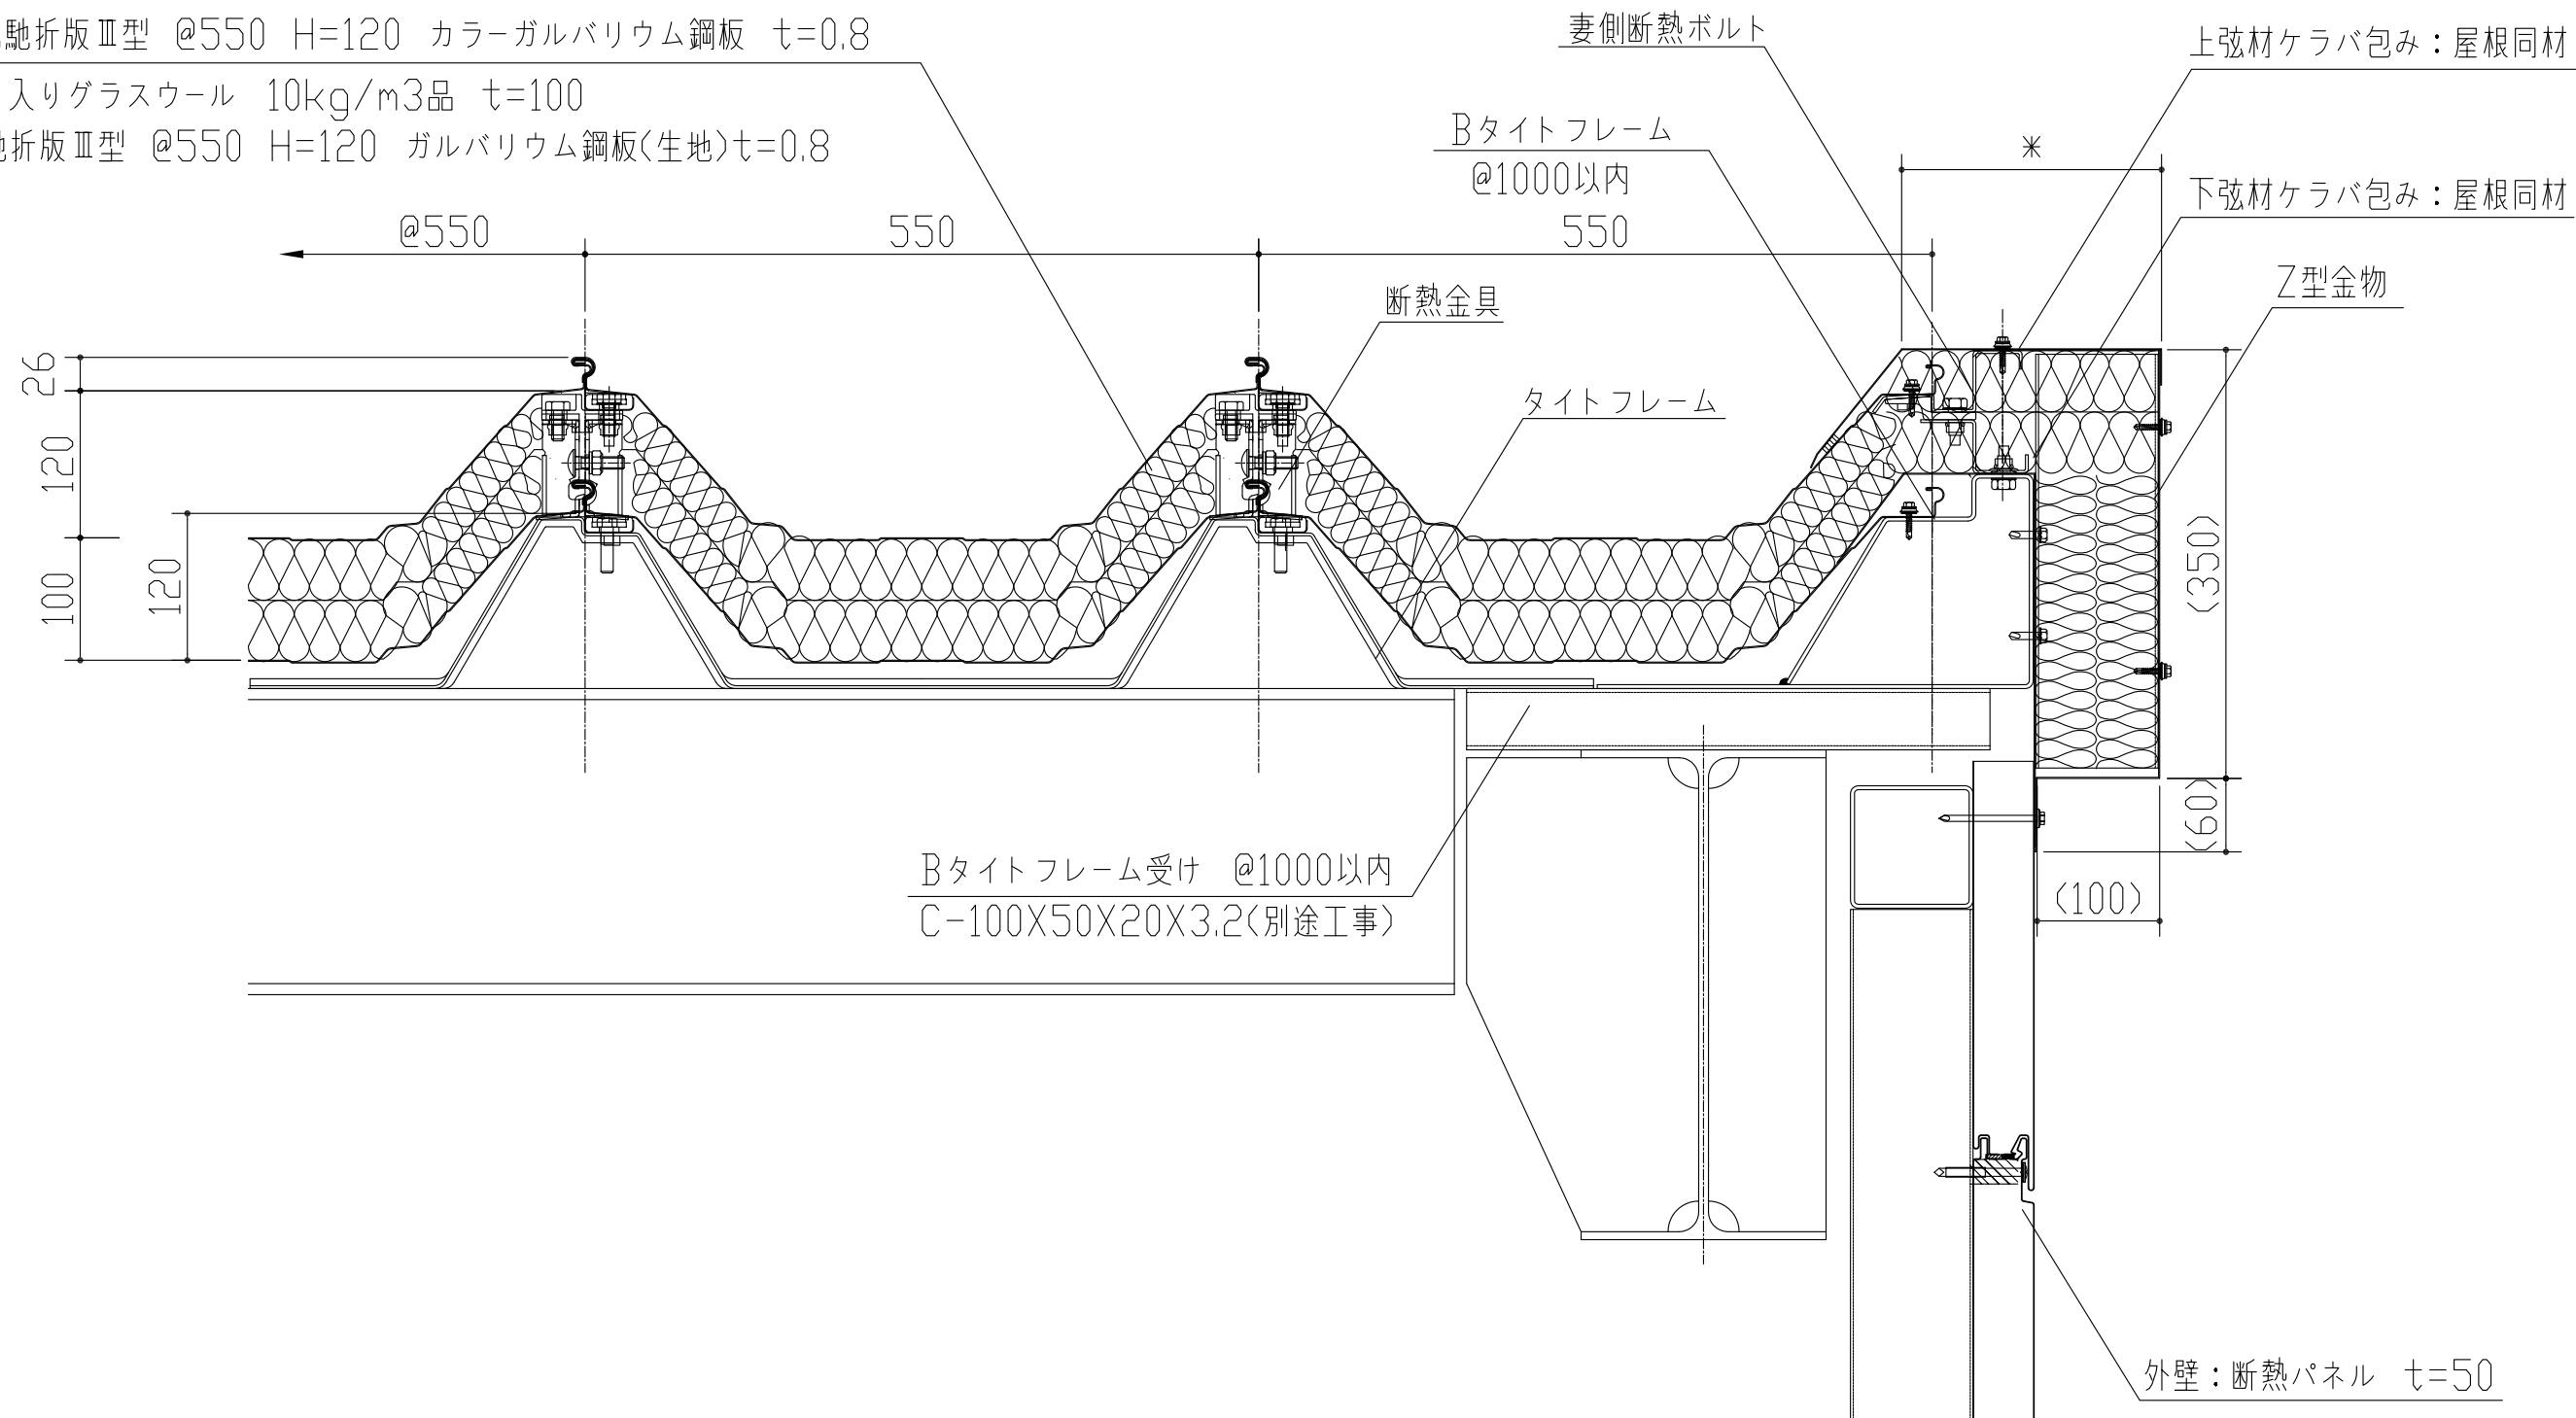 馳折版Ⅲ型 @550 H=120 カラーガルバリウム鋼板 t=0.8
入りグラスウール 10kg/m3品 t=100
折版Ⅲ型 @550 H=120 ガルバリウム鋼板(生地)t=0.8
妻側断熱ボルト
上弦材ケラバ包み：屋根同材
Bタイトフレーム
@1000以内
*
下弦材ケラバ包み：屋根同材
@550
550
550
Z型金物
断熱金具
26
タイトフレーム
120
100
120
(350)
(60)
Bタイトフレーム受け @1000以内
C-100X50X20X3.2(別途工事)
(100)
外壁：断熱パネル t=50